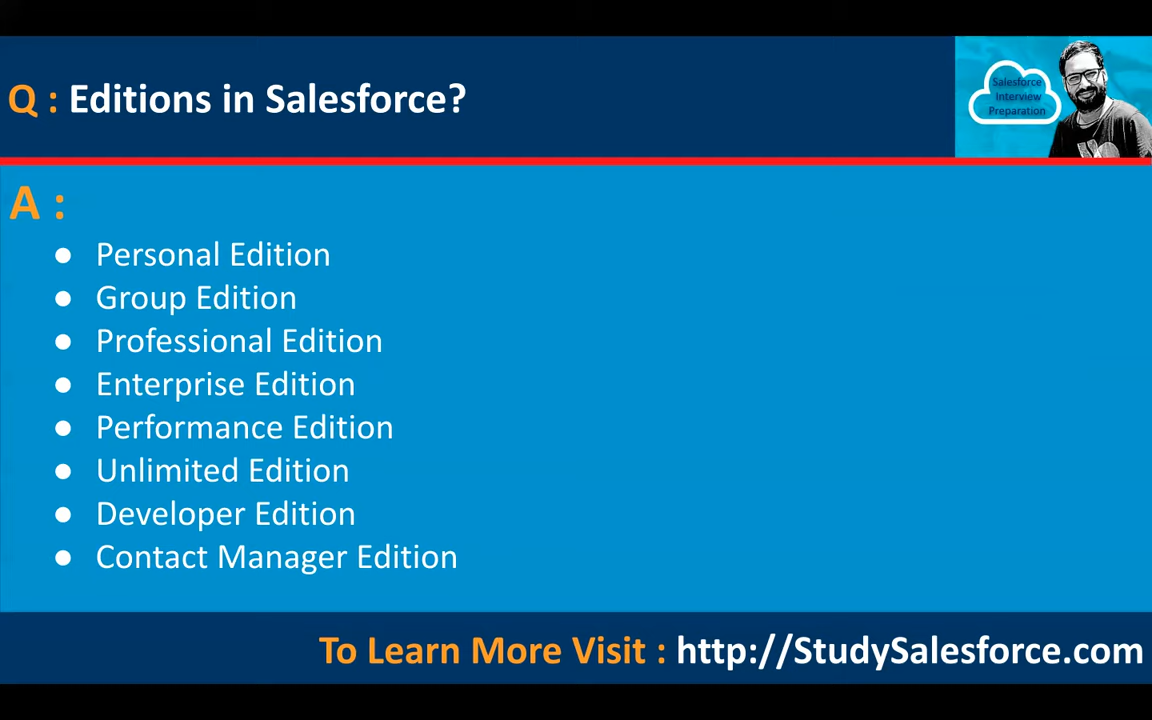 Q : Editions in Salesforce?
Salesforce
Interview
Preparation
A :
● Personal Edition
● Group Edition
● Professional Edition
● Enterprise Edition
● Performance Edition
● Unlimited Edition
● Developer Edition
● Contact Manager Edition
To Learn More Visit : http://StudySalesforce.com